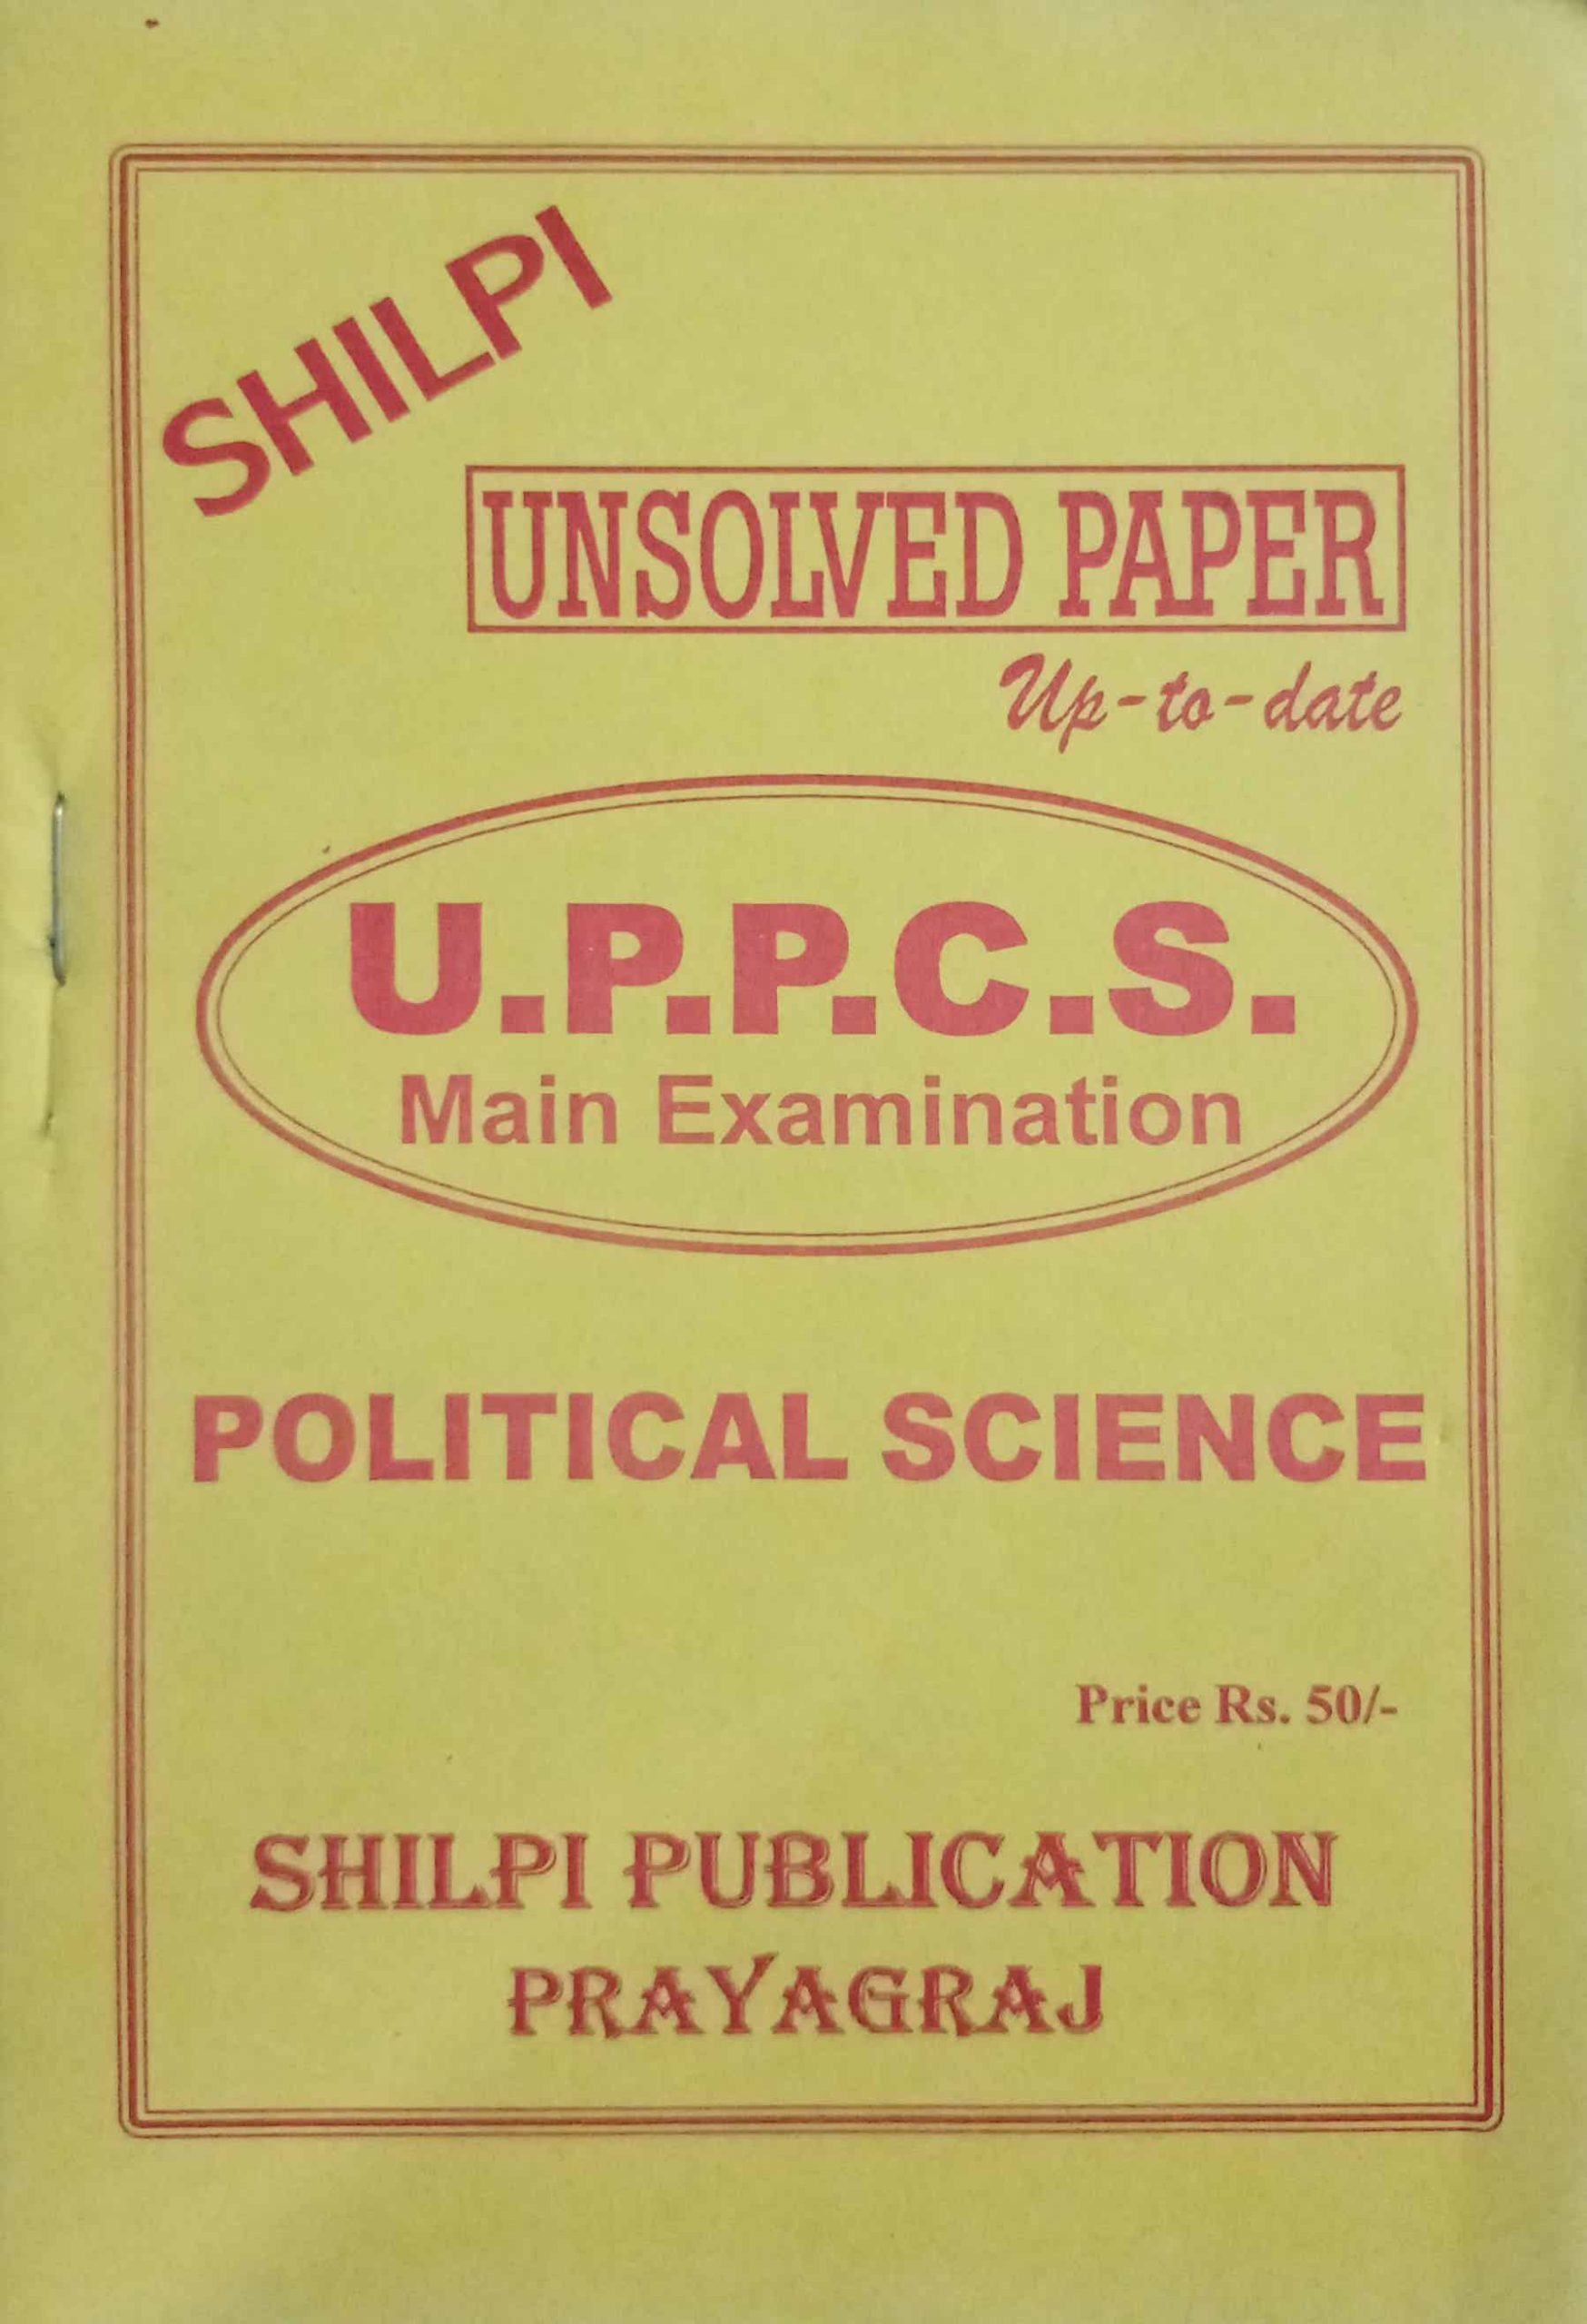 SHILPI
UNSOLVED PAPER
Up-to-date
U.P.P.C.S.
Main Examination
POLITICAL SCIENCE
Price Rs. 50/-
SHILPI PUBLICATION
PRAYAGRAJ